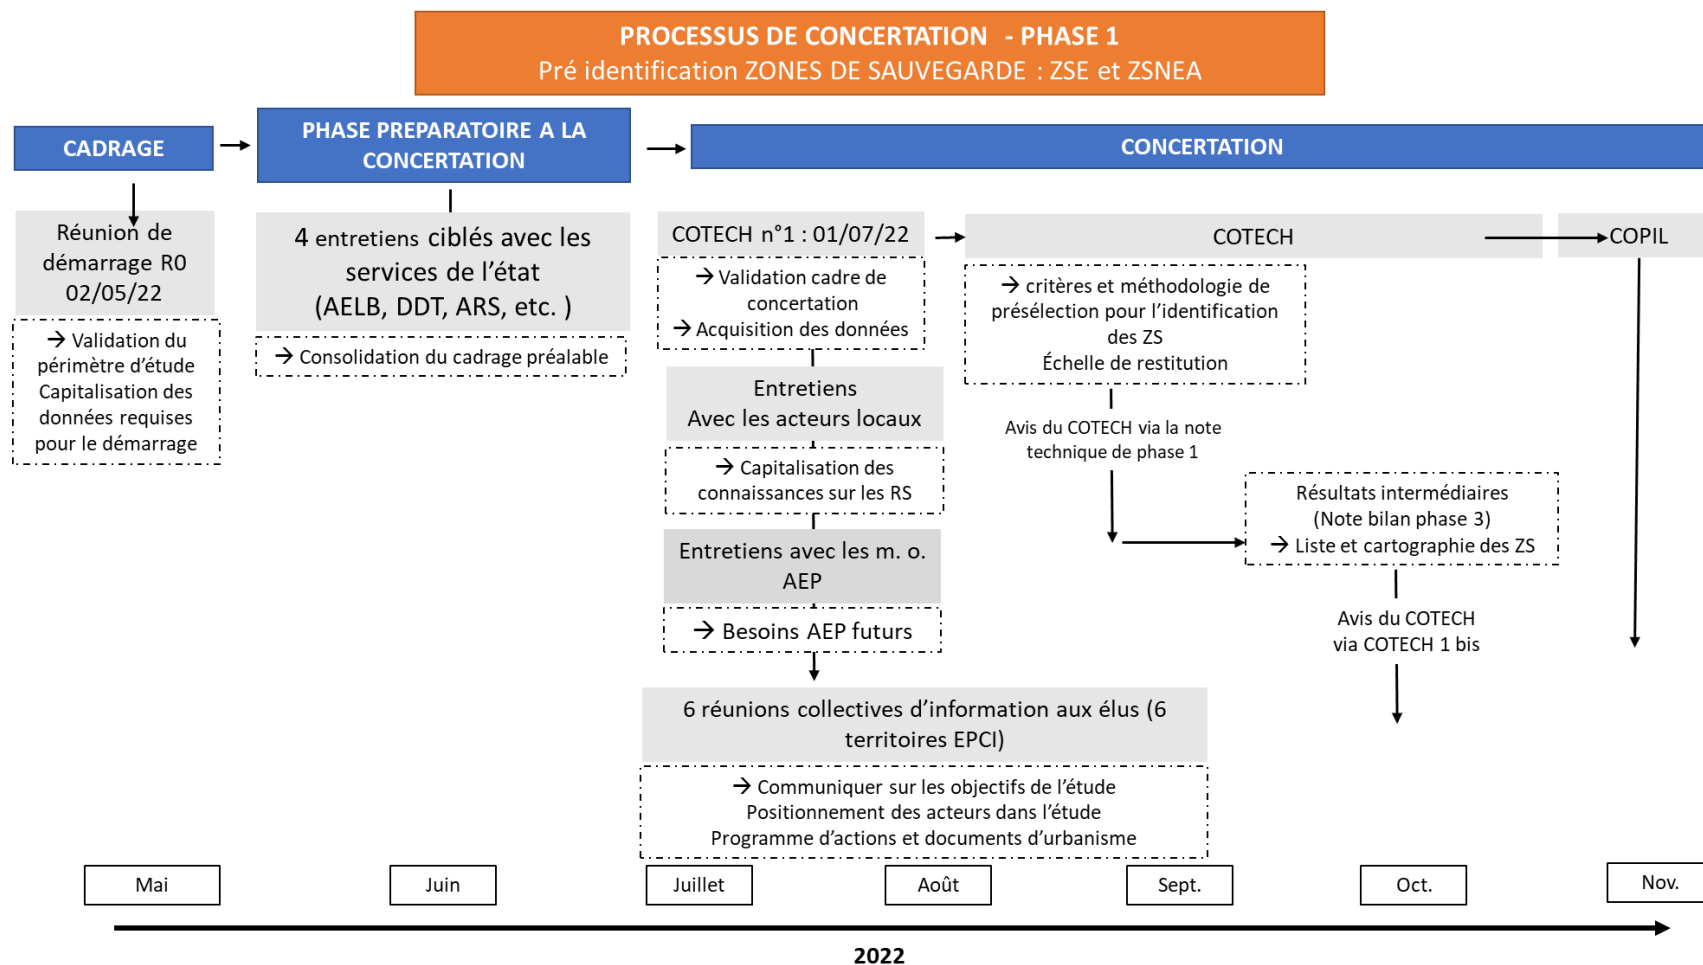 PROCESSUS DE CONCERTATION - PHASE 1
Pré identification ZONES DE SAUVEGARDE : ZSE et ZSNEA
CADRAGE
PHASE PREPARATOIRE A LA
CONCERTATION
CONCERTATION
Réunion de
démarrage R0
02/05/22
→ Validation du
périmètre d’étude
Capitalisation des
données requises
pour le démarrage
4 entretiens ciblés avec les
services de l’état
(AELB, DDT, ARS, etc. )
→ Consolidation du cadrage préalable
COTECH n°1 : 01/07/22
→ Validation cadre de
concertation
→ Acquisition des données
Entretiens
Avec les acteurs locaux
→ Capitalisation des
connaissances sur les RS
Entretiens avec les m. o.
AEP
→ Besoins AEP futurs
6 réunions collectives d’information aux élus (6
territoires EPCI)
→ Communiquer sur les objectifs de l’étude
Positionnement des acteurs dans l’étude
Programme d’actions et documents d’urbanisme
COTECH
→ critères et méthodologie de
présélection pour l’identification
des ZS
Échelle de restitution
Avis du COTECH via la note
technique de phase 1
Résultats intermédiaires
(Note bilan phase 3)
→ Liste et cartographie des ZS
Avis du COTECH
via COTECH 1 bis
COPIL
Mai
Juin
Juillet
Août
Sept.
Oct.
Nov.
2022